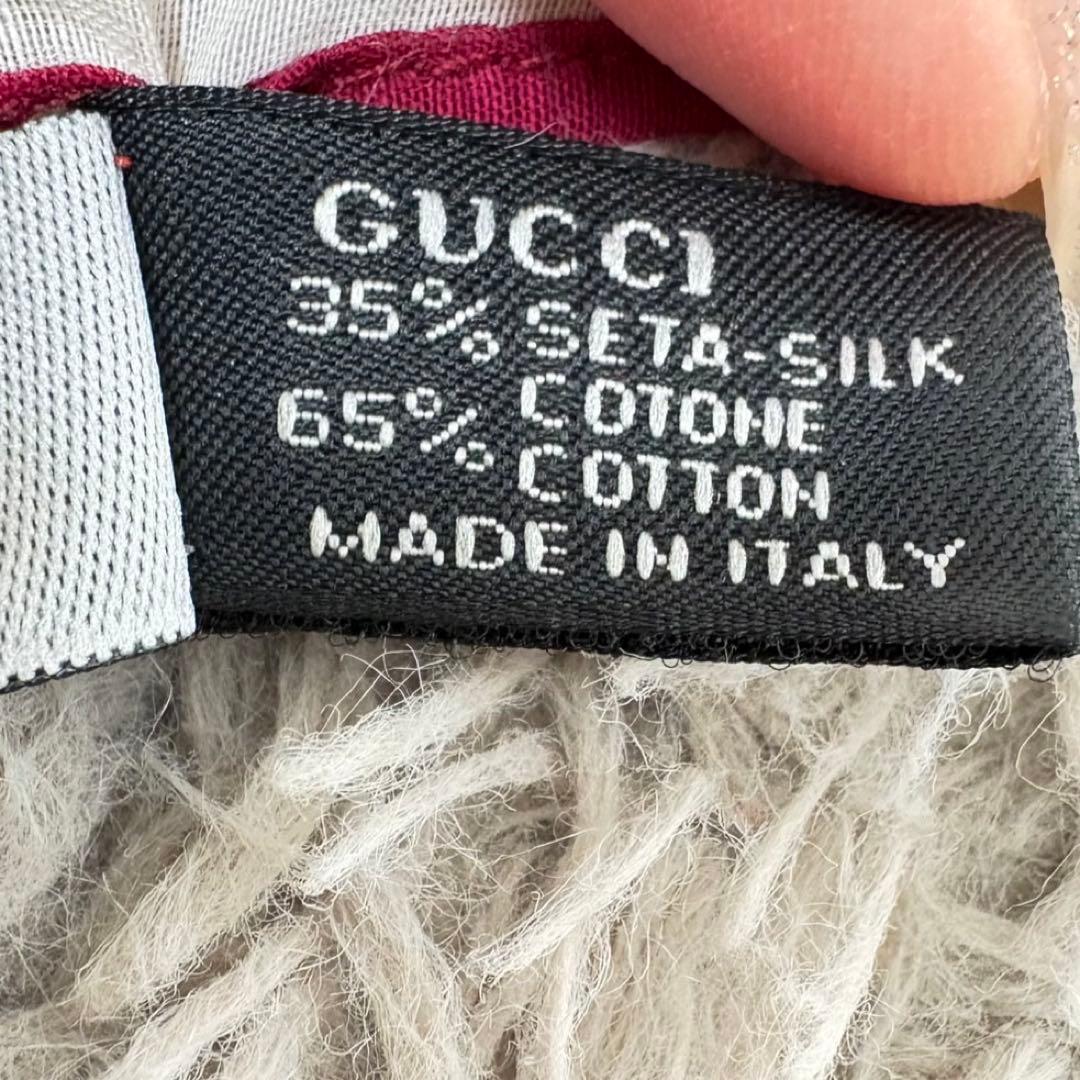 GUCCI
35% SETA-SILK
65% COTONE
COTTON
MADE IN ITALY